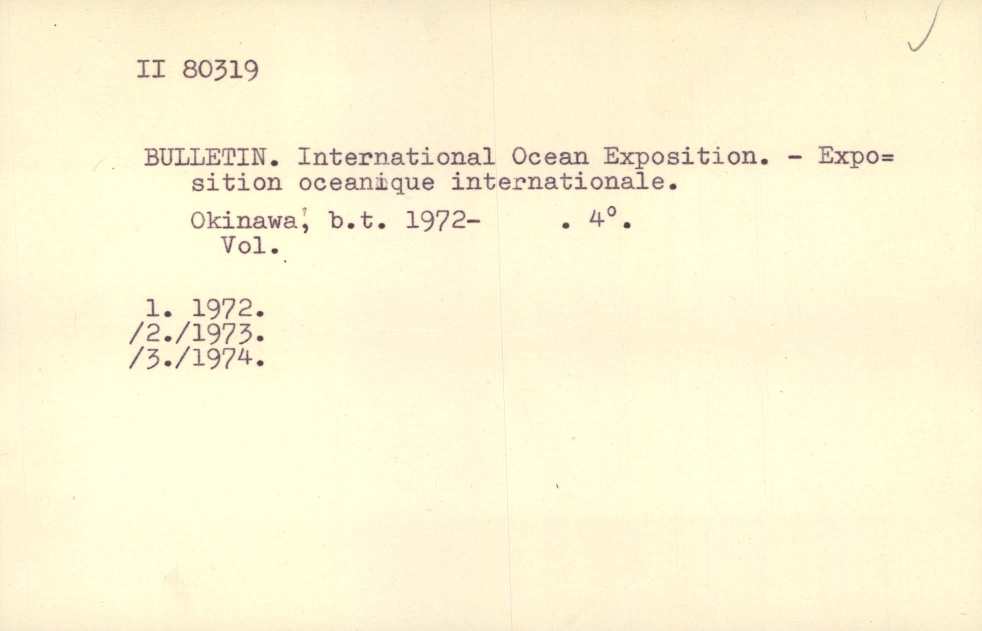 II 80319
BULLETIN. International Ocean Exposition. - Expo=
sition oceanique internationale.
Okinawa, b.t. 1972- . 4°.
Vol.
1. 1972.
/2./1973.
/3./1974.